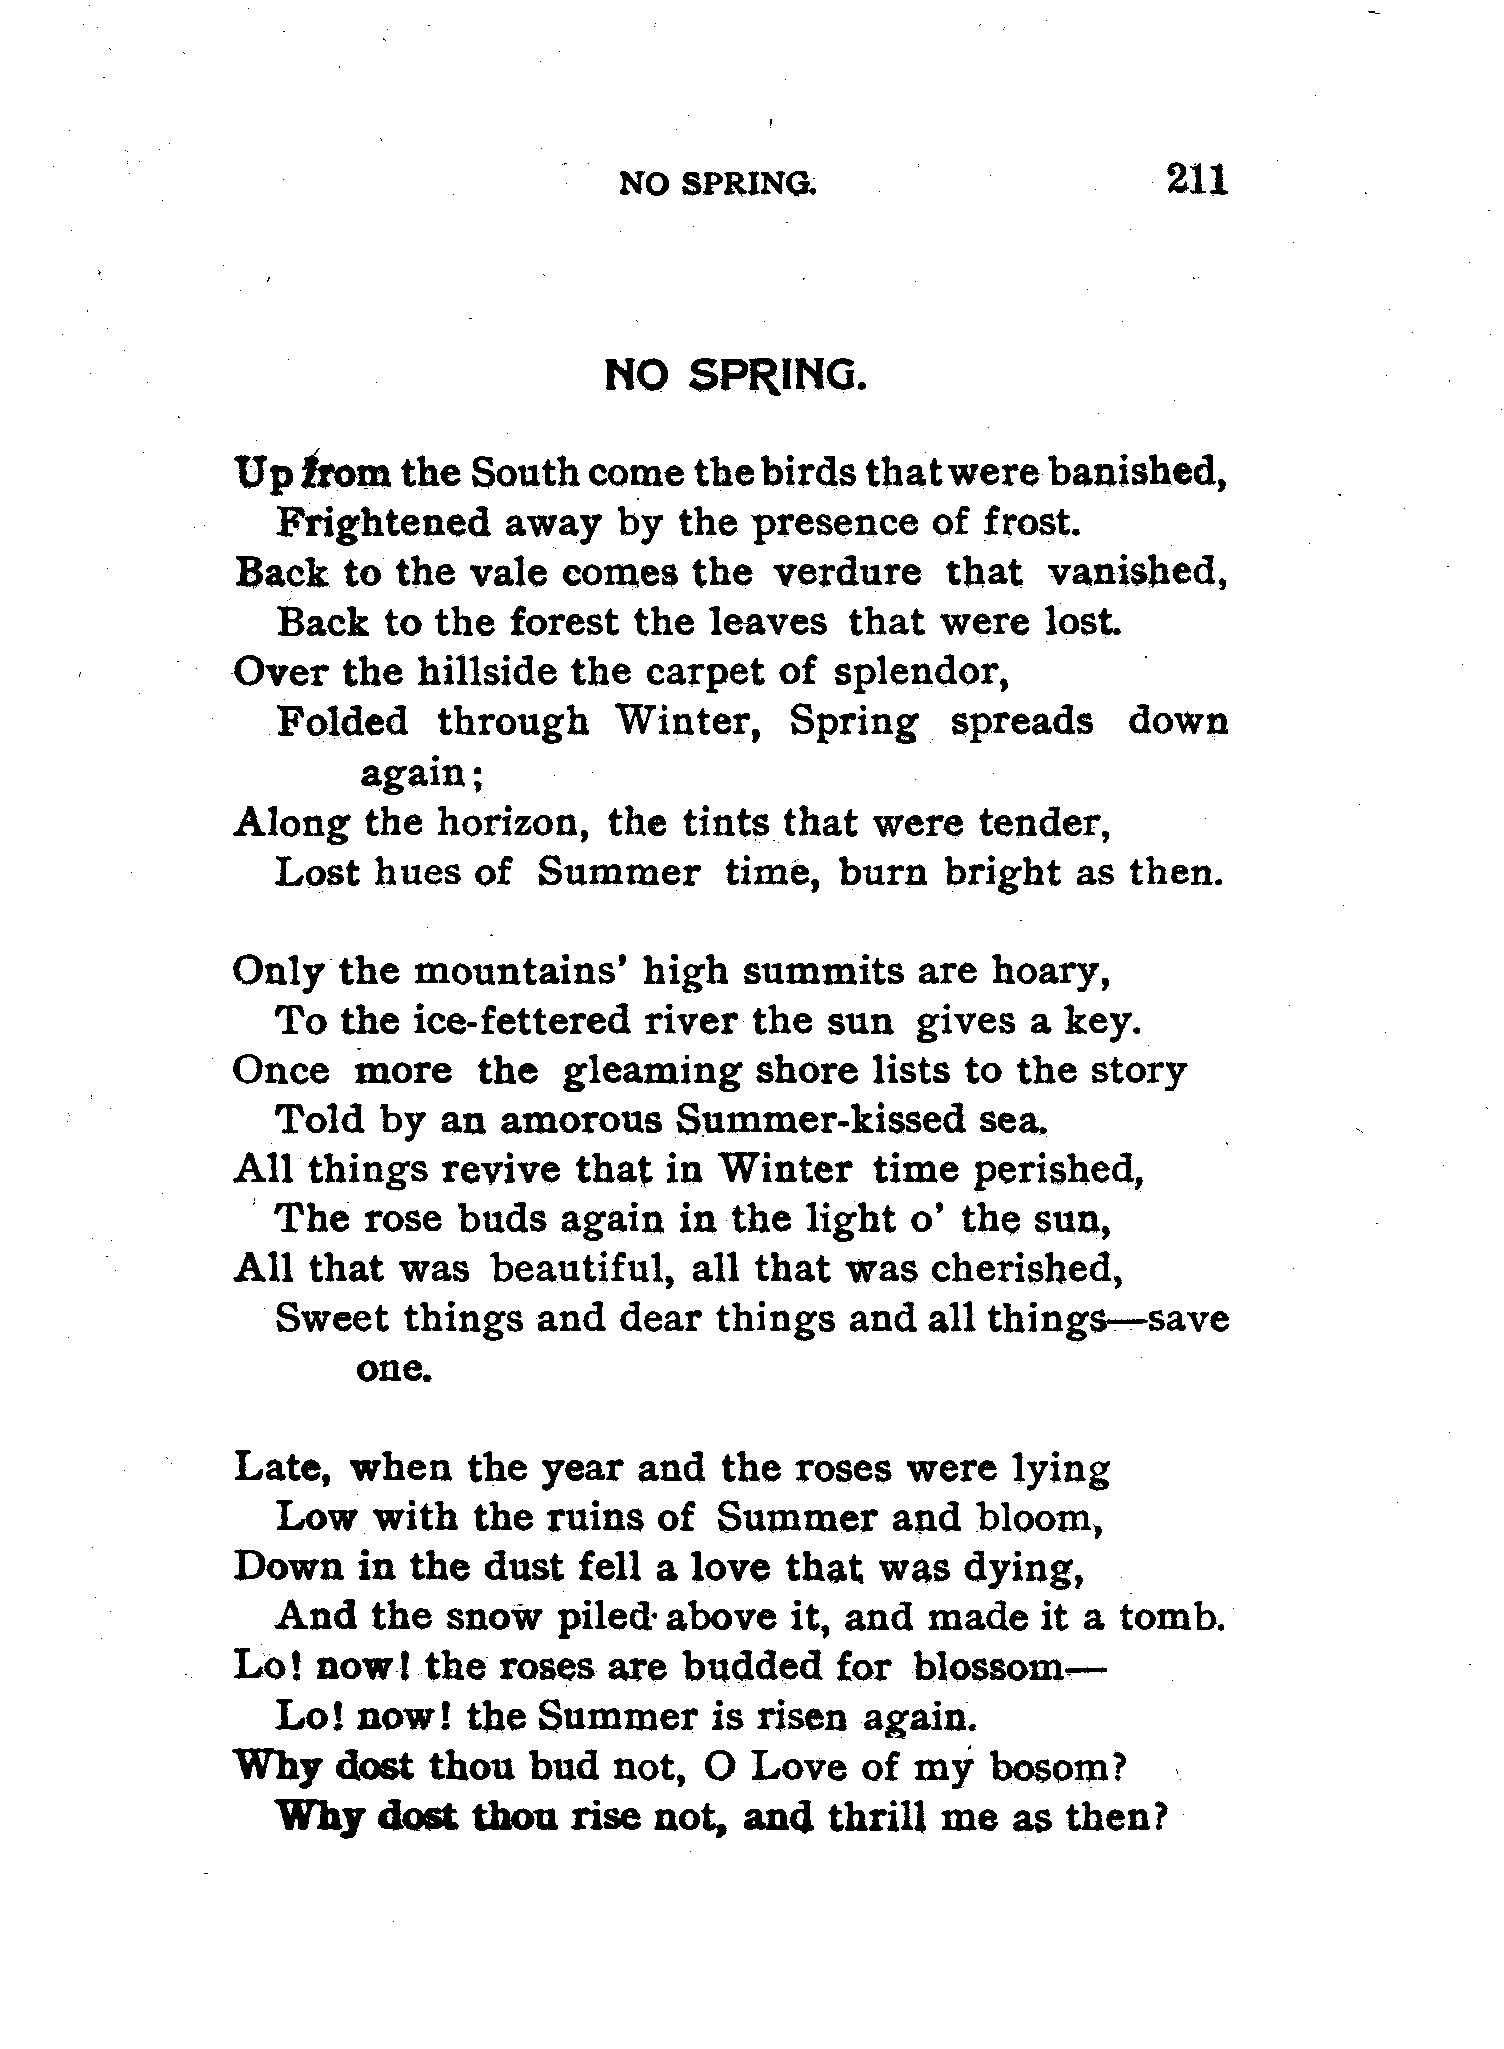 NO SPRING. 211
NO SPRING.
Up from the South come the birds that were banished,
Frightened away by the presence of frost.
Back to the vale comes the verdure that vanished,
Back to the forest the leaves that were lost.
Over the hillside the carpet of splendor,
Folded through Winter, Spring spreads down
again;
Along the horizon, the tints that were tender,
Lost hues of Summer time, burn bright as then.
Only the mountains' high summits are hoary,
To the ice-fettered river the sun gives a key.
Once more the gleaming shore lists to the story
Told by an amorous Summer-kissed sea.
All things revive that in Winter time perished,
The rose buds again in the light o' the sun,
All that was beautiful, all that was cherished,
Sweet things and dear things and all things—save
one.
Late, when the year and the roses were lying
Low with the ruins of Summer and bloom,
Down in the dust fell a love that was dying,
And the snow piled above it, and made it a tomb.
Lo! now! the roses are budded for blossom—
Lo! now! the Summer is risen again.
Why dost thou bud not, O Love of my bosom?
Why dost thou rise not, and thrill me as then?